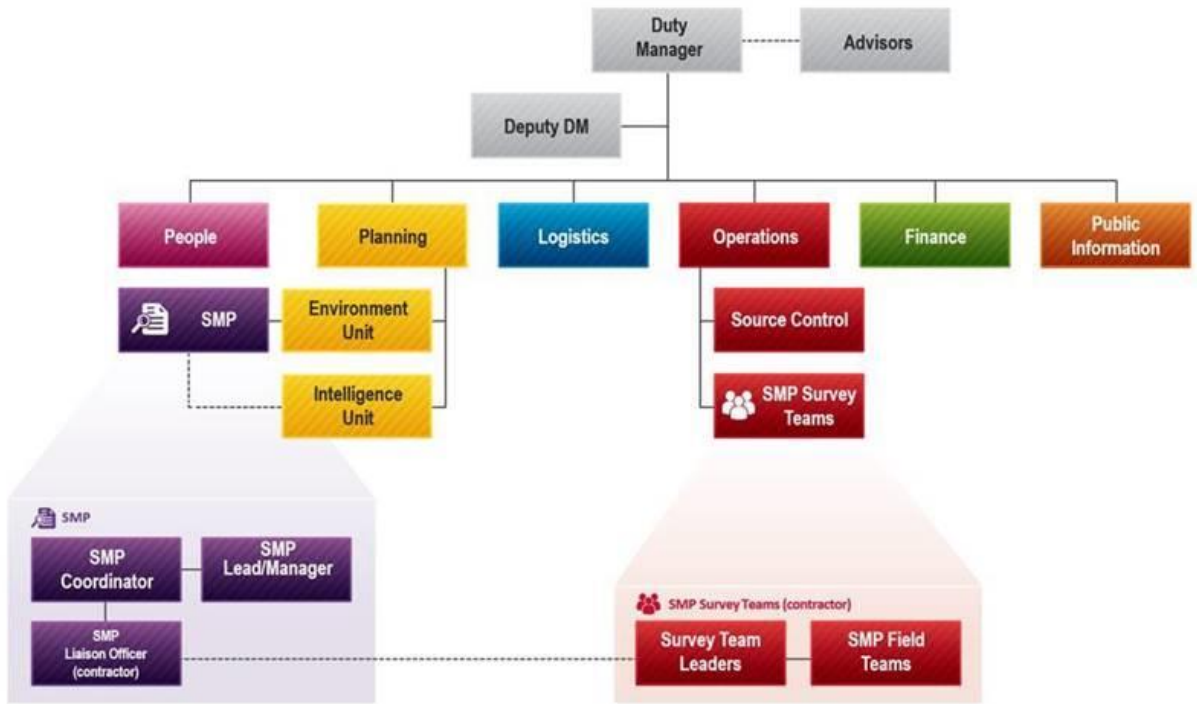 Duty
Manager
Advisors
Deputy DM
People
Planning
Logistics
Operations
Finance
Public
Information
SMP
Environment
Unit
Source Control
Intelligence
Unit
SMP Survey
Teams
SMP
SMP
Coordinator
SMP
Lead/Manager
SMP
Liaison Officer
(contractor)
SMP Survey Teams (contractor)
Survey Team
Leaders
SMP Field
Teams